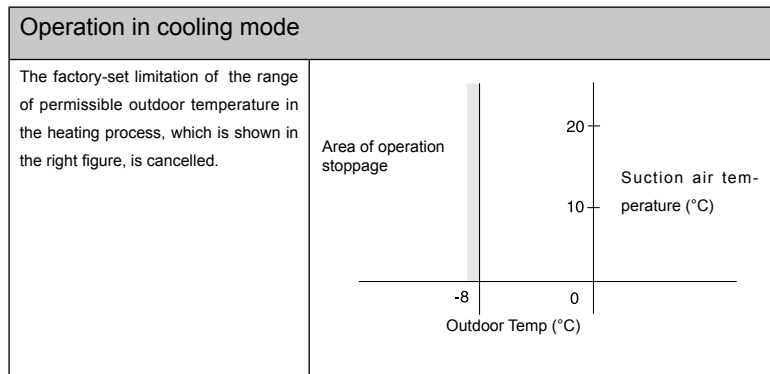 Operation in cooling mode
The factory-set limitation of the range
of permissible outdoor temperature in
the heating process, which is shown in
the right figure, is cancelled.
Area of operation
stoppage
20
10
Suction air tem-
perature (°C)
-8
0
Outdoor Temp (°C)